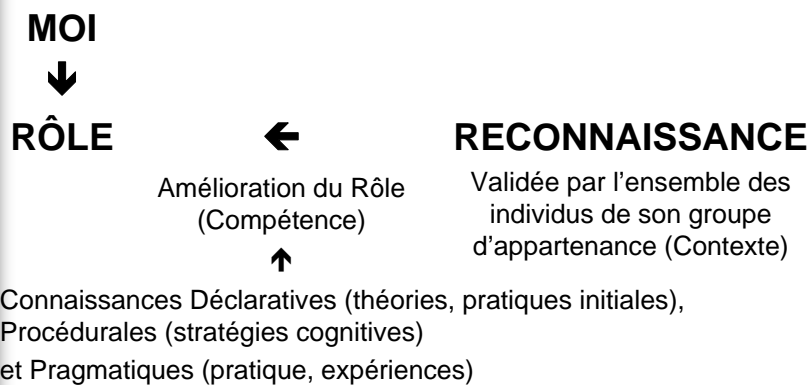 MOI
↓
RÔLE ← RECONNAISSANCE
Amélioration du Rôle
(Compétence)
↑
Validée par l'ensemble des
individus de son groupe
d'appartenance (Contexte)
Connaissances Déclaratives (théories, pratiques initiales),
Procédurales (stratégies cognitives)
et Pragmatiques (pratique, expériences)